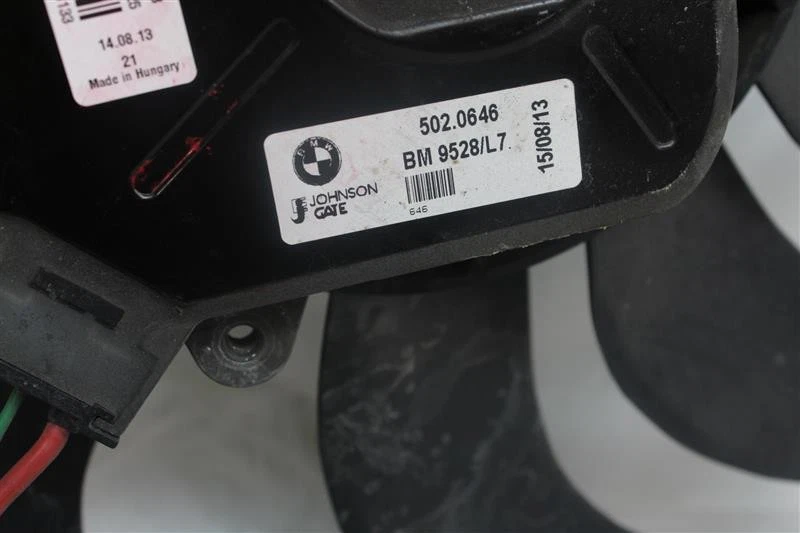 133
14.08.13
21
Made in Hungary
BMW
502.0646
BM 9528/L7
15/08/13
JOHNSON
GATE
646